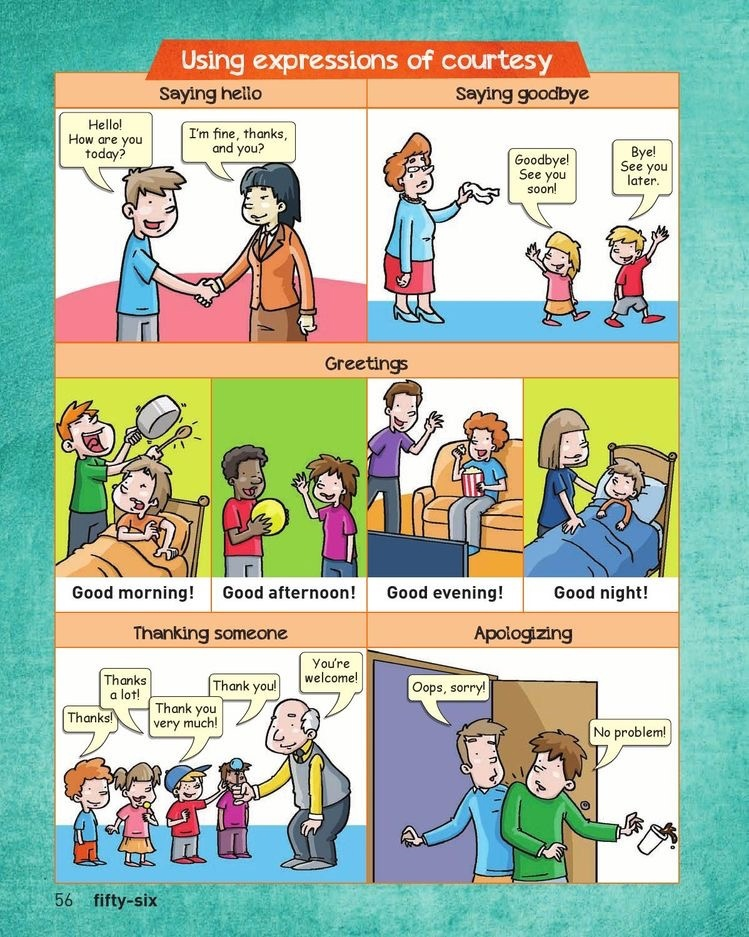 Using expressions of courtesy
Saying hello
Saying goodbye
Hello!
How are you
today?
I'm fine, thanks,
and you?
Goodbye!
See you
soon!
Bye!
See you
later.
Greetings
Good morning!
Good afternoon!
Good evening!
Good night!
Thanking someone
Apologizing
Thanks!
Thanks
a lot!
Thank you
very much!
Thank you!
You're
welcome!
Oops, sorry!
No problem!
56 fifty-six